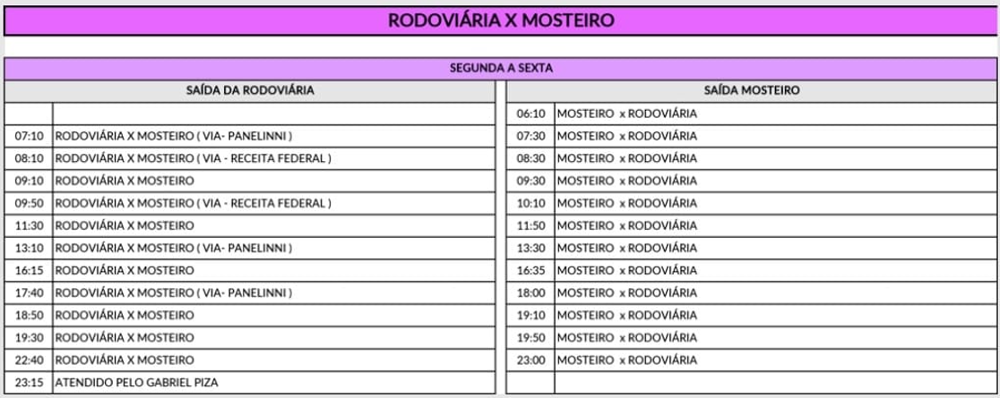 RODOVIÁRIA X MOSTEIRO
SEGUNDA A SEXTA
SAÍDA DA RODOVIÁRIA SAÍDA MOSTEIRO
06:10 MOSTEIRO x RODOVIÁRIA
07:10 RODOVIÁRIA X MOSTEIRO ( VIA- PANELINNI ) 07:30 MOSTEIRO x RODOVIÁRIA
08:10 RODOVIÁRIA X MOSTEIRO ( VIA - RECEITA FEDERAL ) 08:30 MOSTEIRO x RODOVIÁRIA
09:10 RODOVIÁRIA X MOSTEIRO 09:30 MOSTEIRO x RODOVIÁRIA
09:50 RODOVIÁRIA X MOSTEIRO ( VIA - RECEITA FEDERAL ) 10:10 MOSTEIRO x RODOVIÁRIA
11:30 RODOVIÁRIA X MOSTEIRO 11:50 MOSTEIRO x RODOVIÁRIA
13:10 RODOVIÁRIA X MOSTEIRO ( VIA- PANELINNI ) 13:30 MOSTEIRO x RODOVIÁRIA
16:15 RODOVIÁRIA X MOSTEIRO 16:35 MOSTEIRO x RODOVIÁRIA
17:40 RODOVIÁRIA X MOSTEIRO ( VIA- PANELINNI ) 18:00 MOSTEIRO x RODOVIÁRIA
18:50 RODOVIÁRIA X MOSTEIRO 19:10 MOSTEIRO x RODOVIÁRIA
19:30 RODOVIÁRIA X MOSTEIRO 19:50 MOSTEIRO x RODOVIÁRIA
22:40 RODOVIÁRIA X MOSTEIRO 23:00 MOSTEIRO x RODOVIÁRIA
23:15 ATENDIDO PELO GABRIEL PIZA